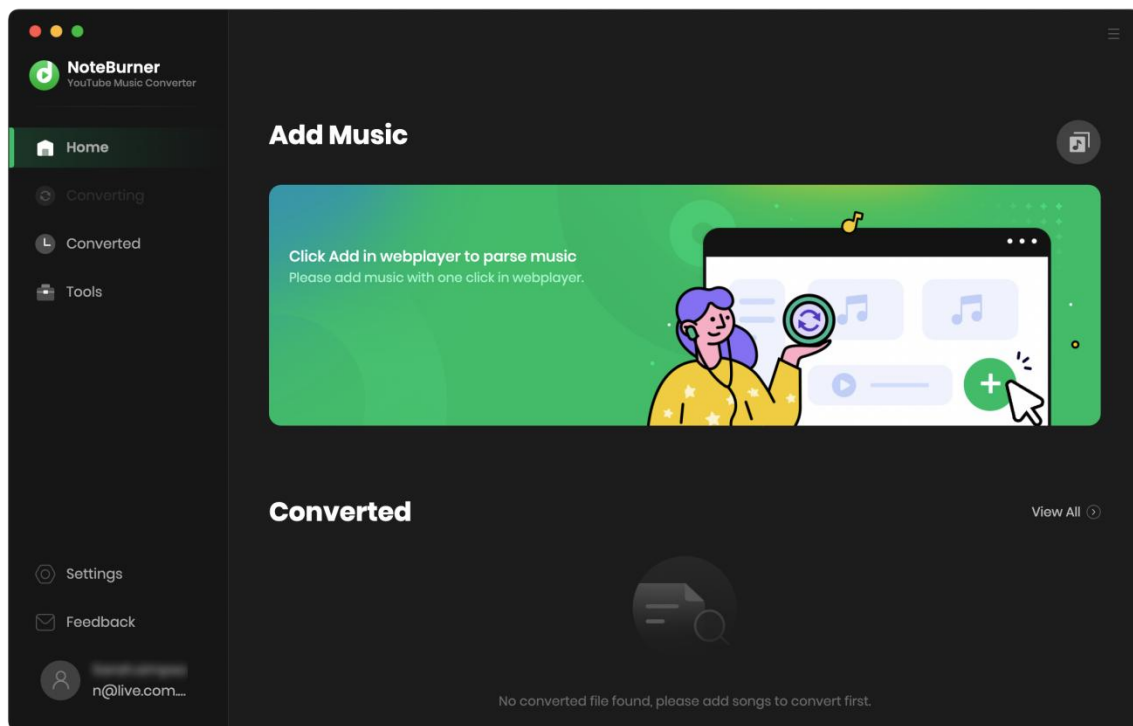 NoteBurner
YouTube Music Converter
Home
Converting
Converted
Tools
Settings
Feedback
n@live.com....
Add Music
Click Add in webplayer to parse music
Please add music with one click in webplayer.
Converted
View All
No converted file found, please add songs to convert first.